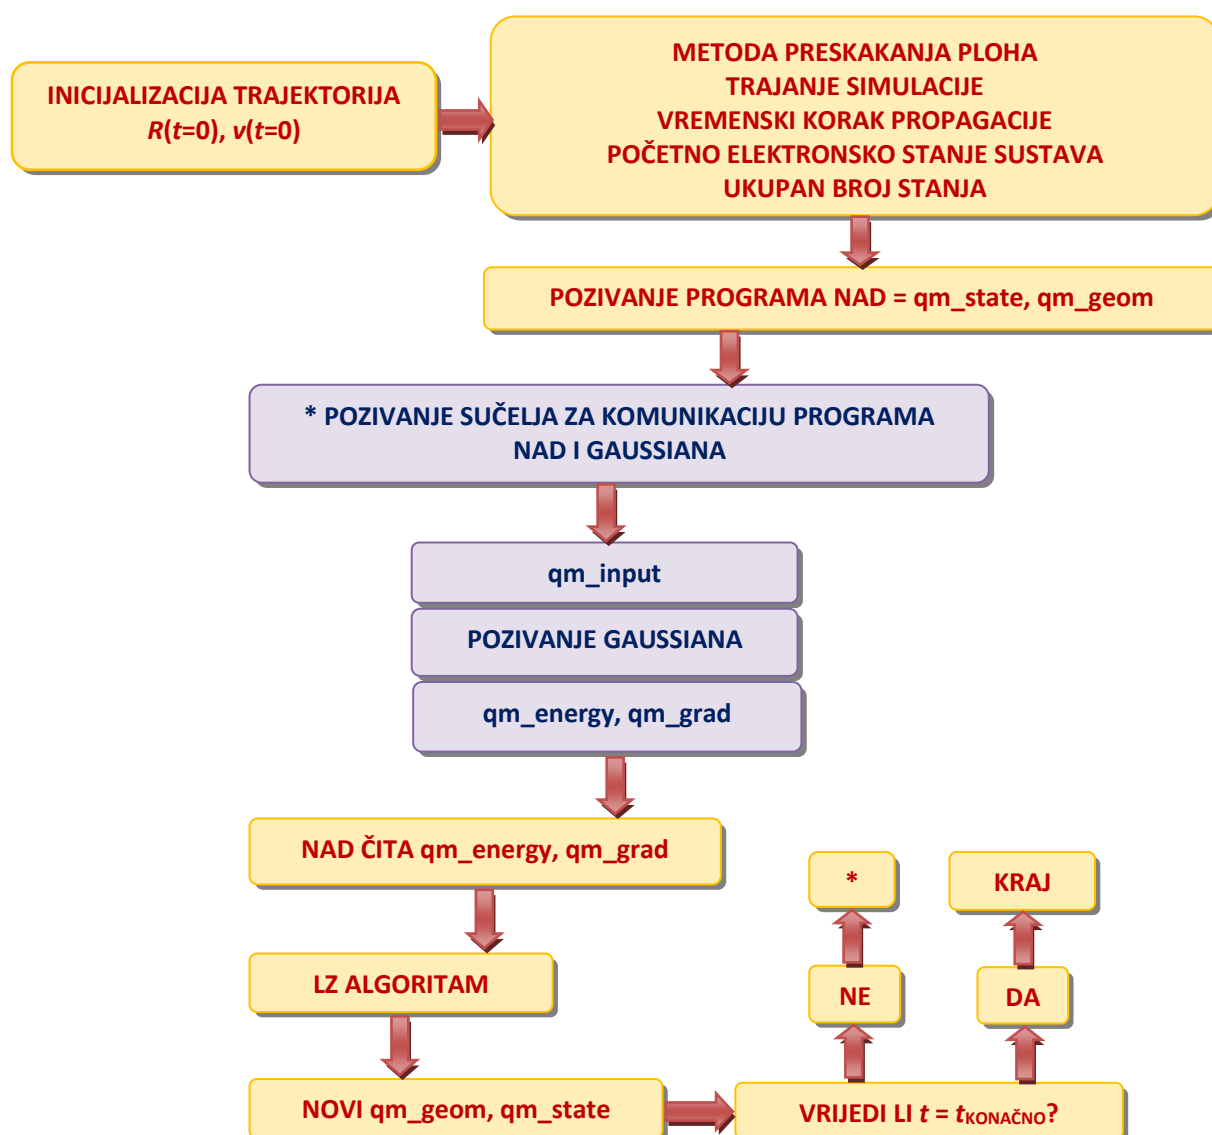 INICIJALIZACIJA TRAJEKTORIJA
R(t=0), v(t=0)
METODA PRESKAKANJA PLOHA
TRAJANJE SIMULACIJE
VREMENSKI KORAK PROPAGACIJE
POČETNO ELEKTRONSKO STANJE SUSTAVA
UKUPAN BROJ STANJA
POZIVANJE PROGRAMA NAD = qm_state, qm_geom
* POZIVANJE SUČELJA ZA KOMUNIKACIJU PROGRAMA
NAD I GAUSSIANA
qm_input
POZIVANJE GAUSSIANA
qm_energy, qm_grad
NAD ČITA qm_energy, qm_grad
LZ ALGORITAM
NOVI qm_geom, qm_state
VRIJEDI LI t = tKONAČNO?
NE
DA
*
KRAJ